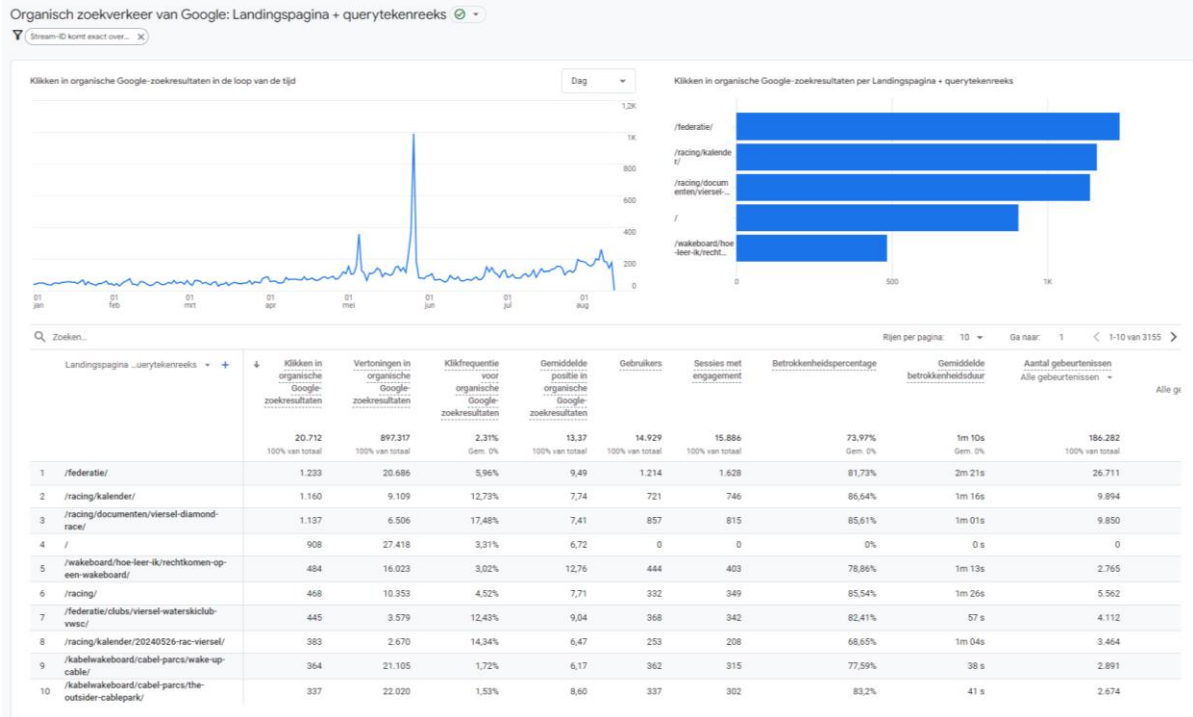 Organisch zoekverkeer van Google: Landingspagina + querytekenreeks
Stream-ID komt exact over... X
Klikken in organische Google-zoekresultaten in de loop van de tijd
Dag
1,2K
1K
800
600
400
200
0
01 jan
01 feb
01 mrt
01 apr
01 mei
01 jun
01 jul
01 aug
Klikken in organische Google-zoekresultaten per Landingspagina + querytekenreeks
/federatie/
/racing/kalende
r/
/racing/docum
enten/viersel-...
/
/wakeboard/hoe
-leer-ik/recht...
0
500
1K
Zoeken...
Rijen per pagina: 10
Ga naar: 1
1-10 van 3155
Landingspagina ...uerytekenreeks
Klikken in
organische
Google-
zoekresultaten
Vertoningen in
organische
Google-
zoekresultaten
Klikfrequentie
voor
organische
Google-
zoekresultaten
Gemiddelde
positie in
organische
Google-
zoekresultaten
Gebruikers
Sessies met
engagement
Betrokkenheidspercentage
Gemiddelde
betrokkenheidsduur
Aantal gebeurtenissen
Alle gebeurtenissen
Alle ge
20.712 897.317 2,31% 13,37 14.929 15.886 73,97% 1m 10s 186.282
100% van totaal 100% van totaal Gem. 0% 100% van totaal 100% van totaal 100% van totaal Gem. 0% Gem. 0% 100% van totaal
1 /federatie/ 1.233 20.686 5,96% 9,49 1.214 1.628 81,73% 2m 21s 26.711
2 /racing/kalender/ 1.160 9.109 12,73% 7,74 721 746 86,64% 1m 16s 9.894
3 /racing/documenten/viersel-diamond-
race/ 1.137 6.506 17,48% 7,41 857 815 85,61% 1m 01s 9.850
4 / 908 27.418 3,31% 6,72 0 0 0% 0 s 0
5 /wakeboard/hoe-leer-ik/rechtkomen-op-
een-wakeboard/ 484 16.023 3,02% 12,76 444 403 78,86% 1m 13s 2.765
6 /racing/ 468 10.353 4,52% 7,71 332 349 85,54% 1m 26s 5.562
7 /federatie/clubs/viersel-waterskiclub-
vwsc/ 445 3.579 12,43% 9,04 368 342 82,41% 57 s 4.112
8 /racing/kalender/20240526-rac-viersel/ 383 2.670 14,34% 6,47 253 208 68,65% 1m 04s 3.464
9 /kabelwakeboard/cabel-parcs/wake-up-
cable/ 364 21.105 1,72% 6,17 362 315 77,59% 38 s 2.891
10 /kabelwakeboard/cabel-parcs/the-
outsider-cablepark/ 337 22.020 1,53% 8,60 337 302 83,2% 41 s 2.674